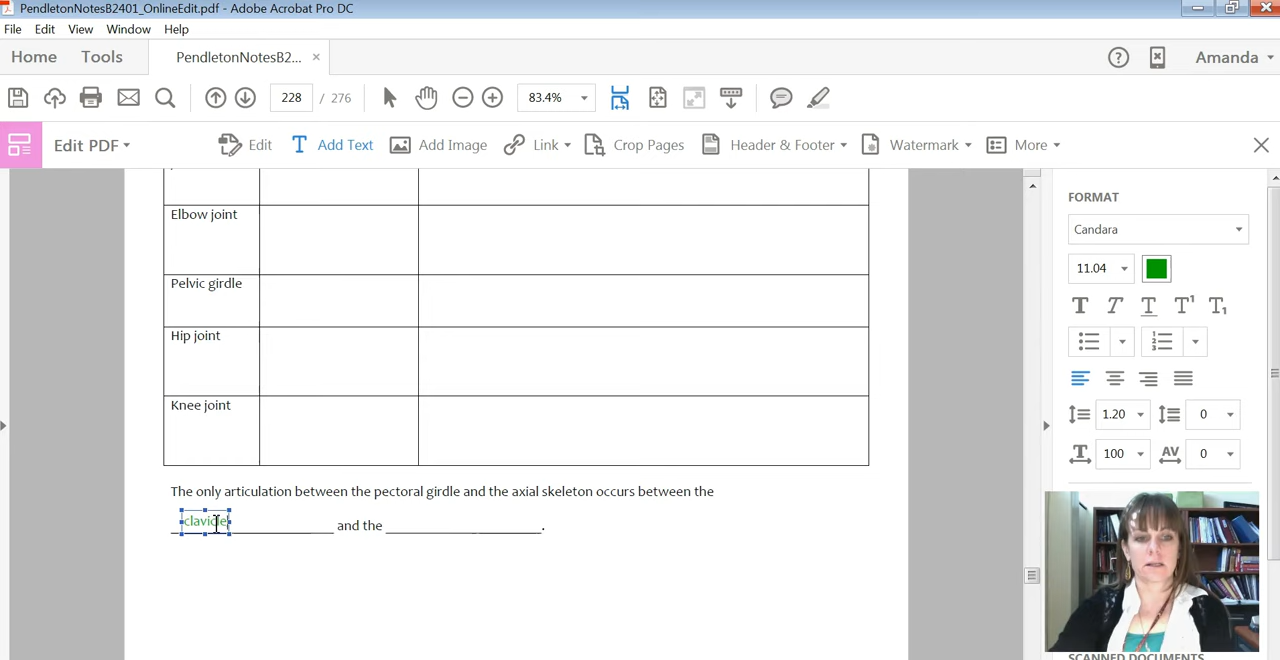 PendletonNotesB2401_OnlineEdit.pdf - Adobe Acrobat Pro DC
File Edit View Window Help
Home Tools PendletonNotesB2... × Amanda
228 / 276 83.4%
Edit PDF Edit Add Text Add Image Link Crop Pages Header & Footer Watermark More
FORMAT
Candara
11.04
T T T T¹ T₁
1.20 0
100 AV 0
SCANNED DOCUMENTS
Elbow joint
Pelvic girdle
Hip joint
Knee joint
The only articulation between the pectoral girdle and the axial skeleton occurs between the
clavicle and the .